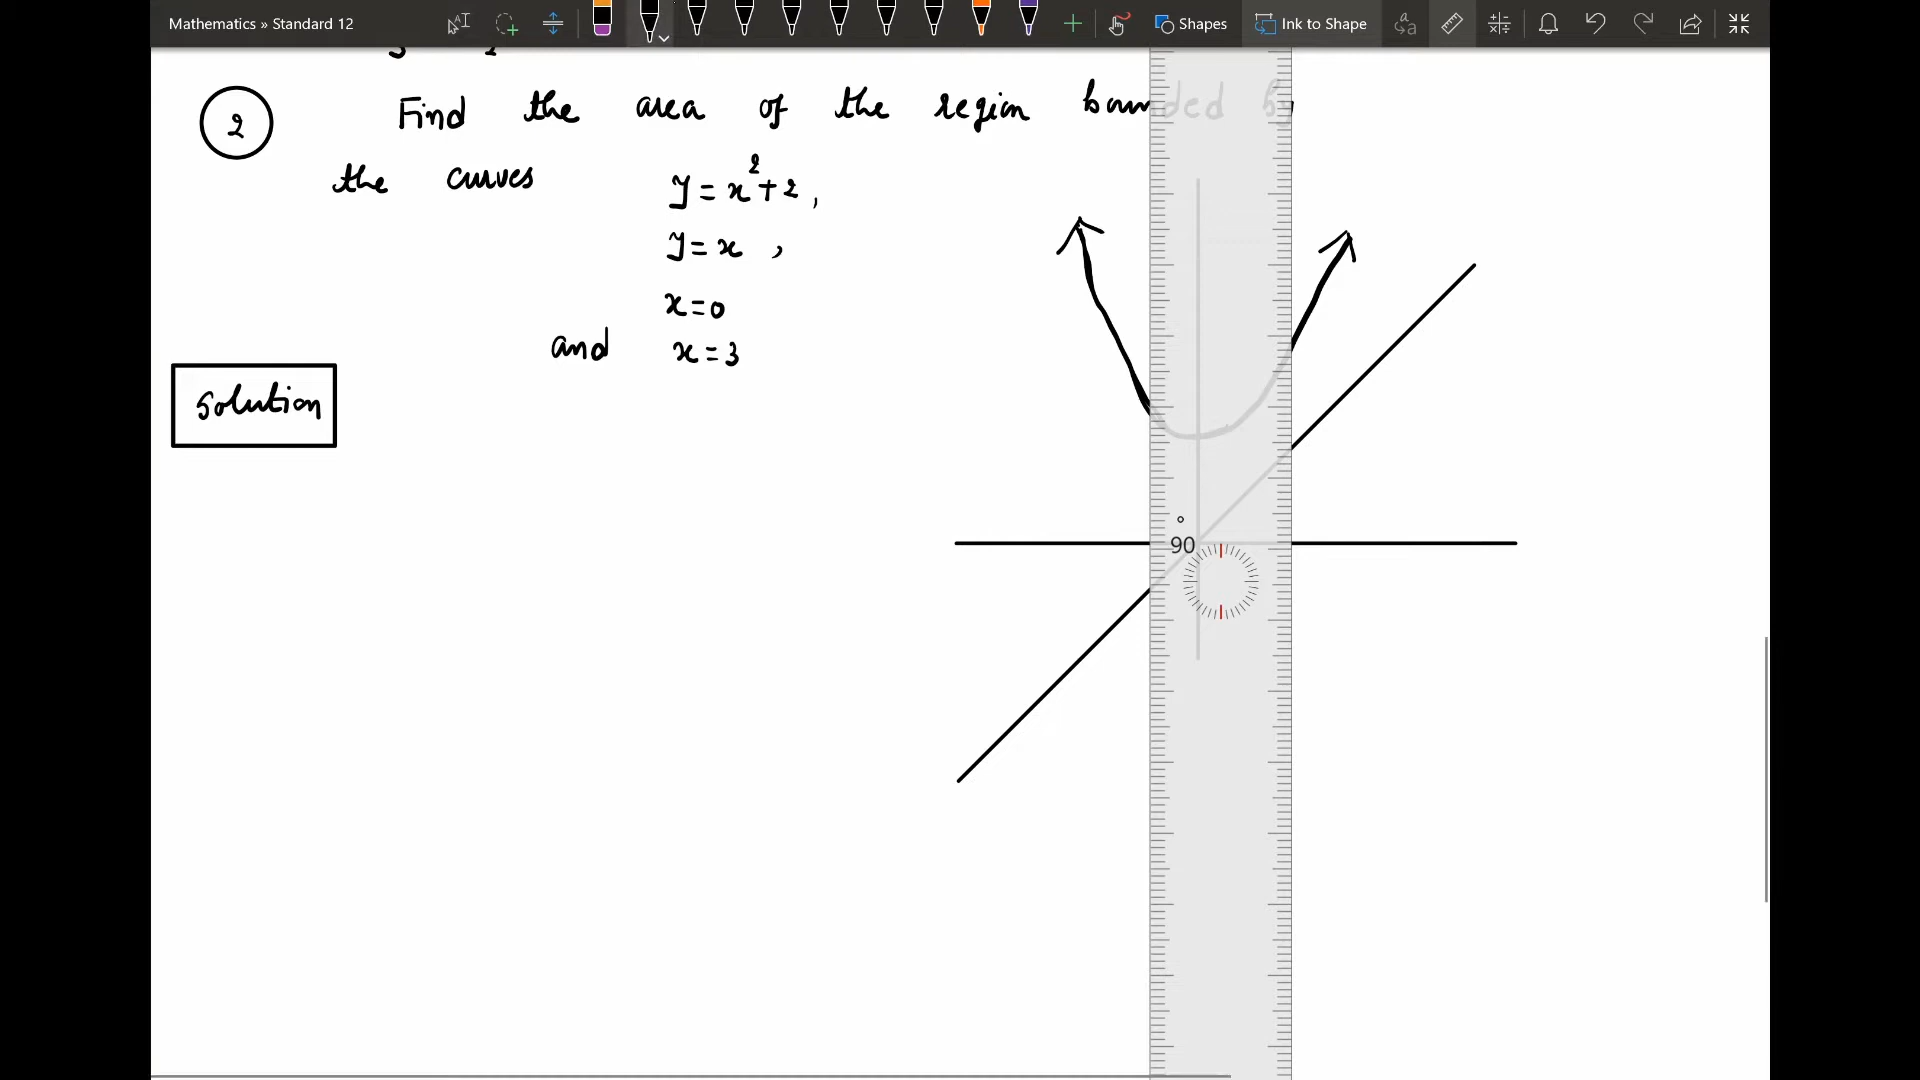 Mathematics » Standard 12
Shapes
Ink to Shape
2
Find the area of the region bounded by
the curves
y = x² + 2,
y = x ,
x = 0
and x = 3
Solution
90°